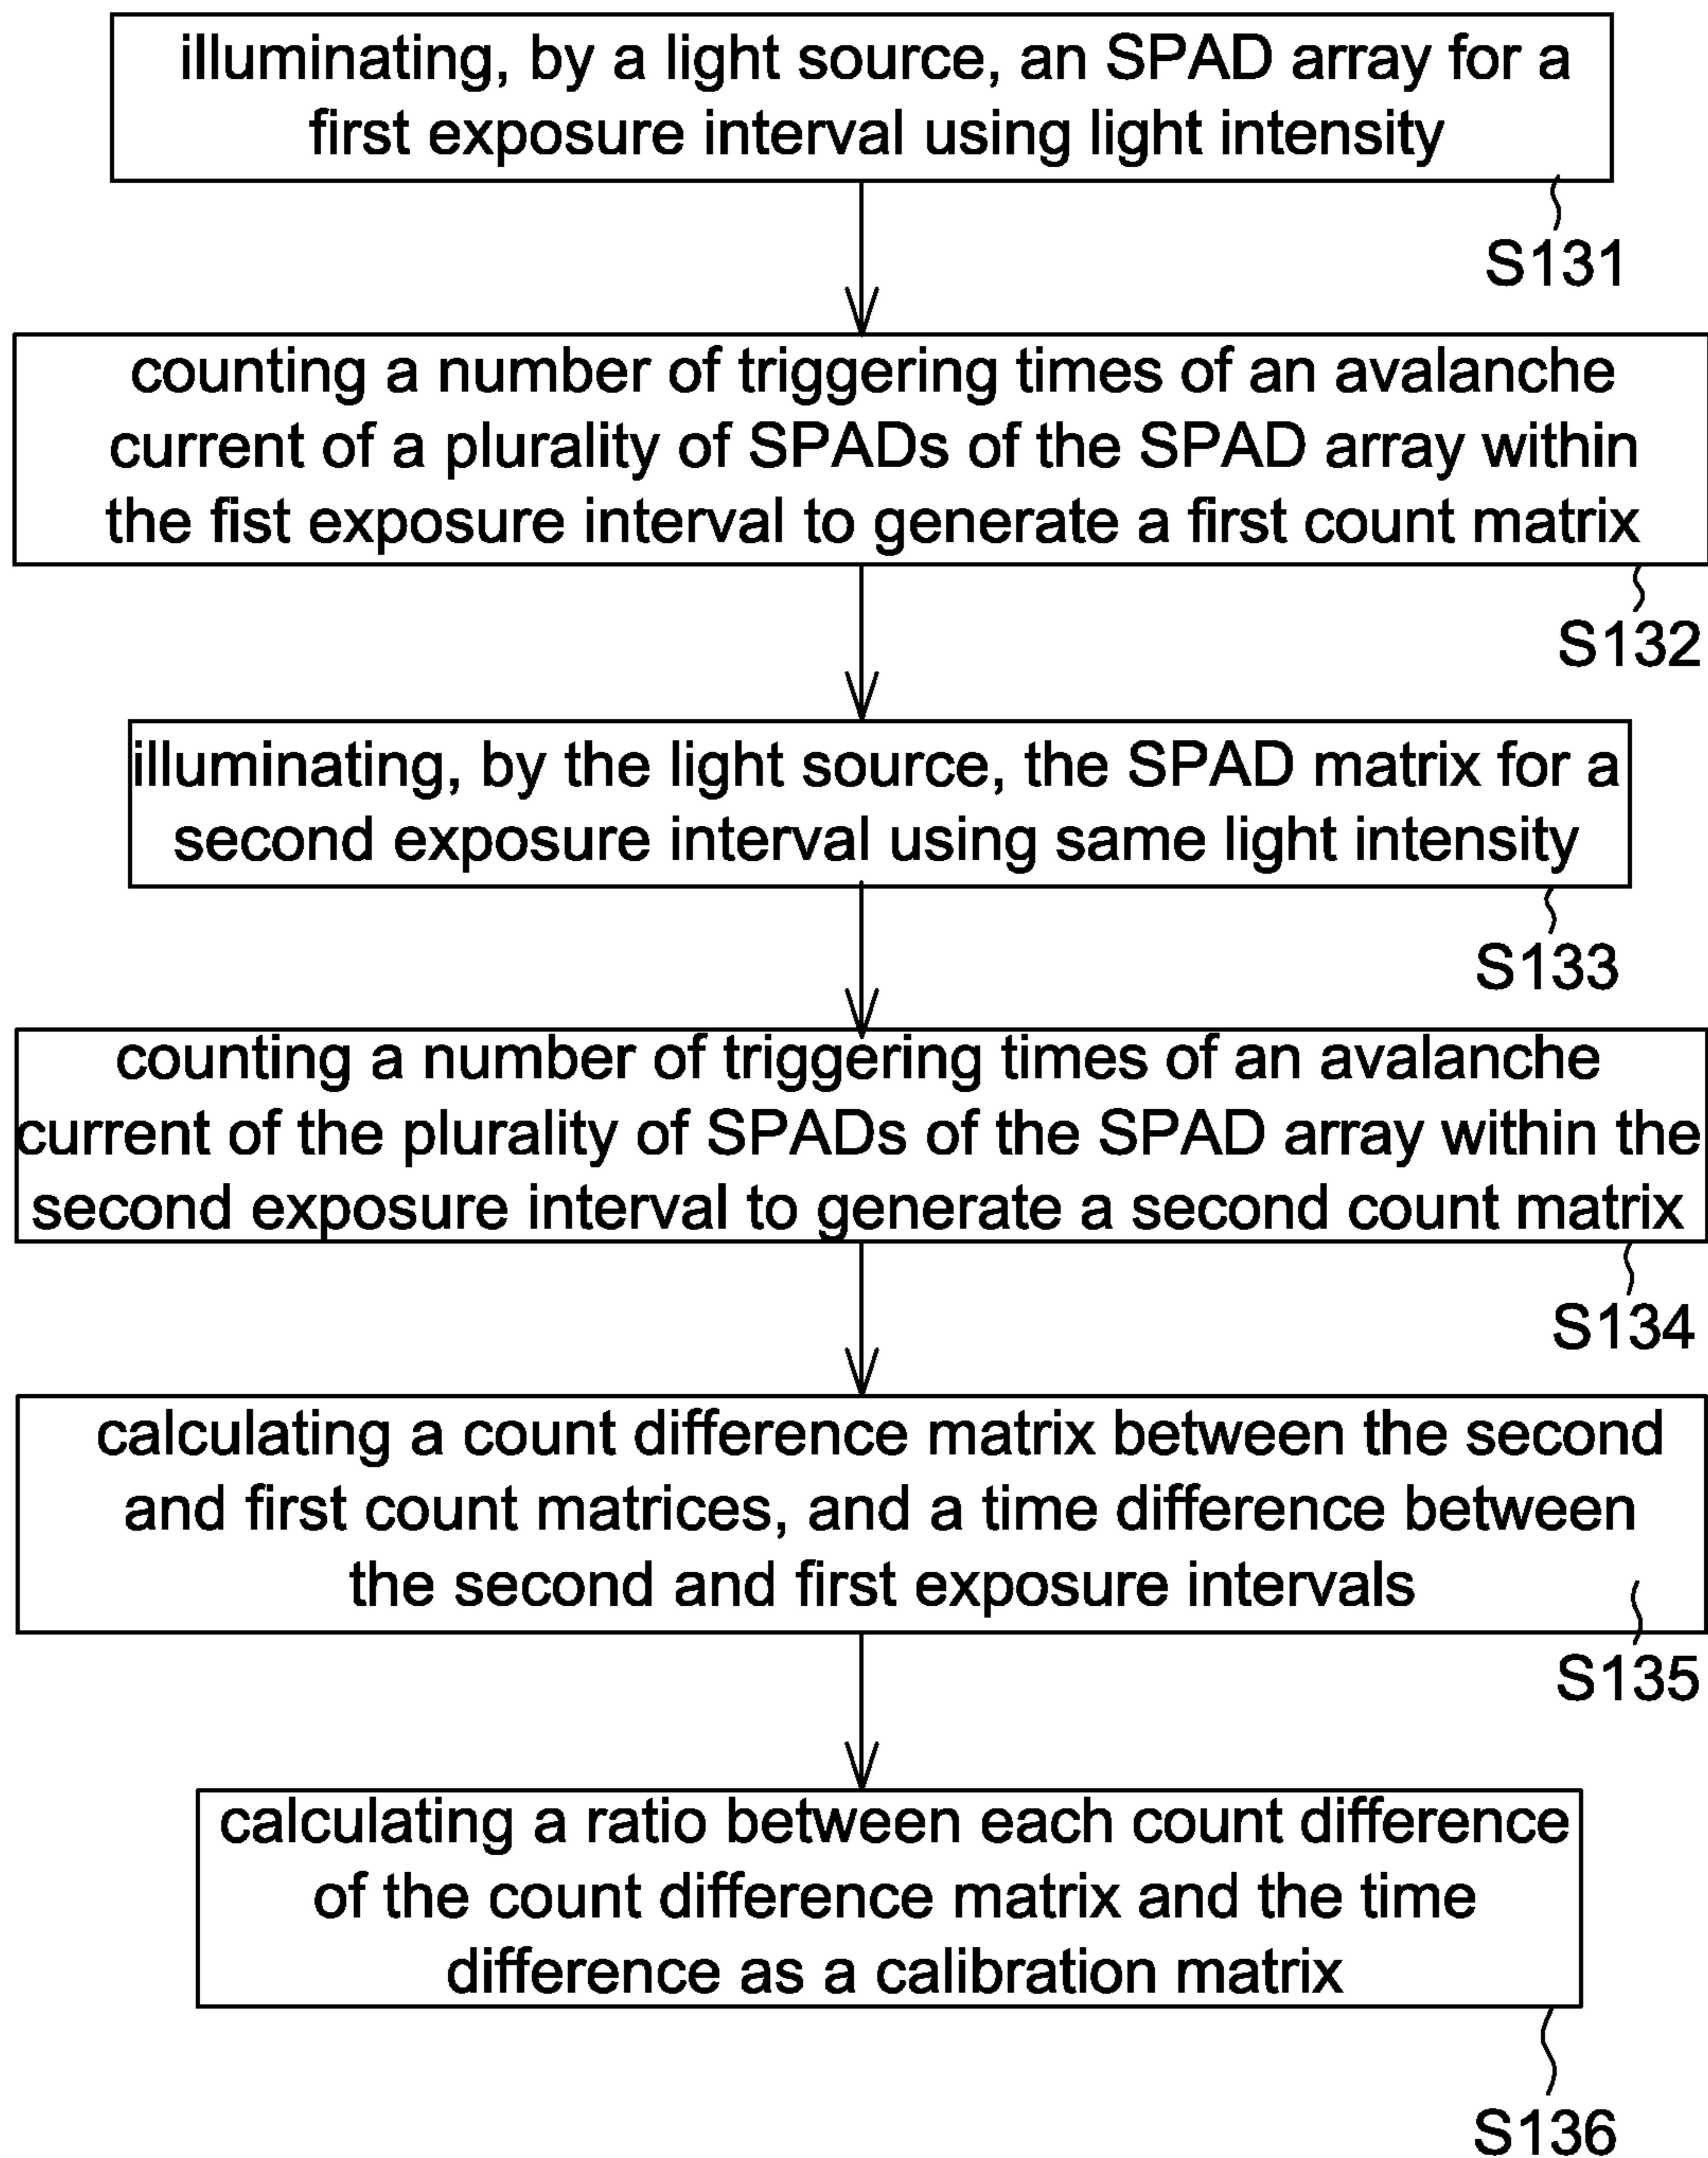 illuminating, by a light source, an SPAD array for a
first exposure interval using light intensity
S131
counting a number of triggering times of an avalanche
current of a plurality of SPADs of the SPAD array within
the fist exposure interval to generate a first count matrix
S132
illuminating, by the light source, the SPAD matrix for a
second exposure interval using same light intensity
S133
counting a number of triggering times of an avalanche
current of the plurality of SPADs of the SPAD array within the
second exposure interval to generate a second count matrix
S134
calculating a count difference matrix between the second
and first count matrices, and a time difference between
the second and first exposure intervals
S135
calculating a ratio between each count difference
of the count difference matrix and the time
difference as a calibration matrix
S136